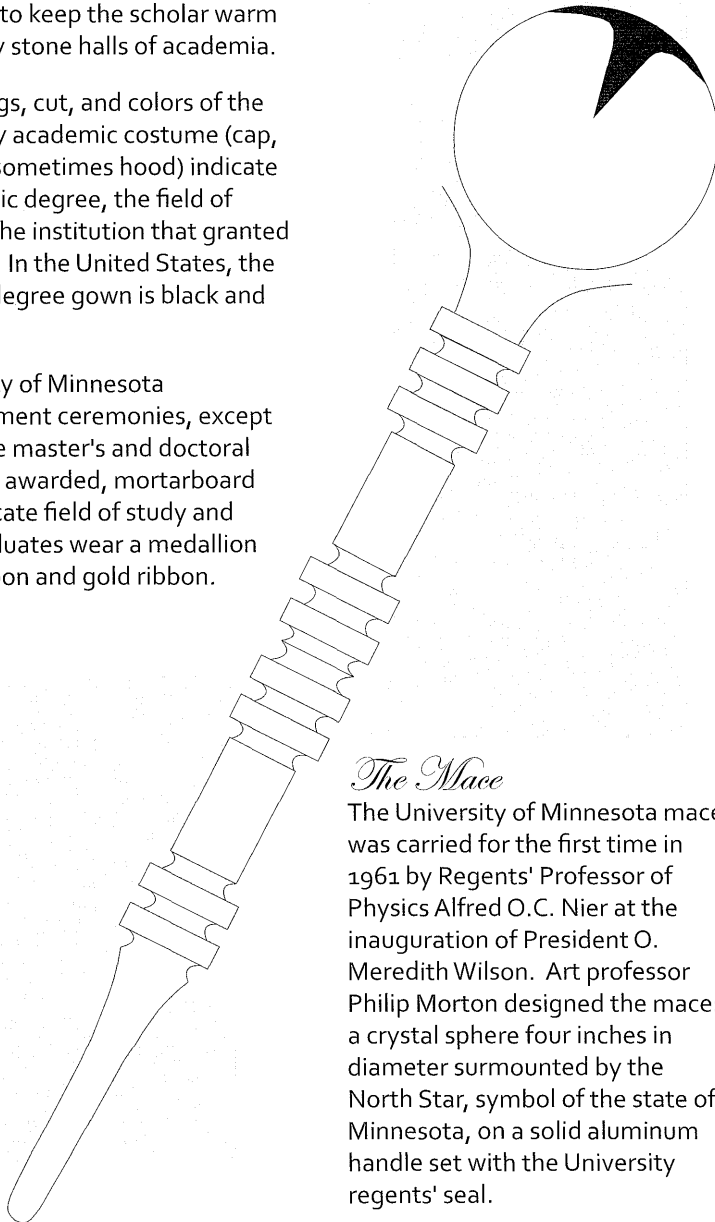 to keep the scholar warm
stone halls of academia.
gs, cut, and colors of the
academic costume (cap,
sometimes hood) indicate
ic degree, the field of
he institution that granted
In the United States, the
degree gown is black and
y of Minnesota
ment ceremonies, except
e master's and doctoral
awarded, mortarboard
cate field of study and
duates wear a medallion
oon and gold ribbon.
The Mace
The University of Minnesota mace
was carried for the first time in
1961 by Regents' Professor of
Physics Alfred O.C. Nier at the
inauguration of President O.
Meredith Wilson. Art professor
Philip Morton designed the mace
a crystal sphere four inches in
diameter surmounted by the
North Star, symbol of the state of
Minnesota, on a solid aluminum
handle set with the University
regents' seal.